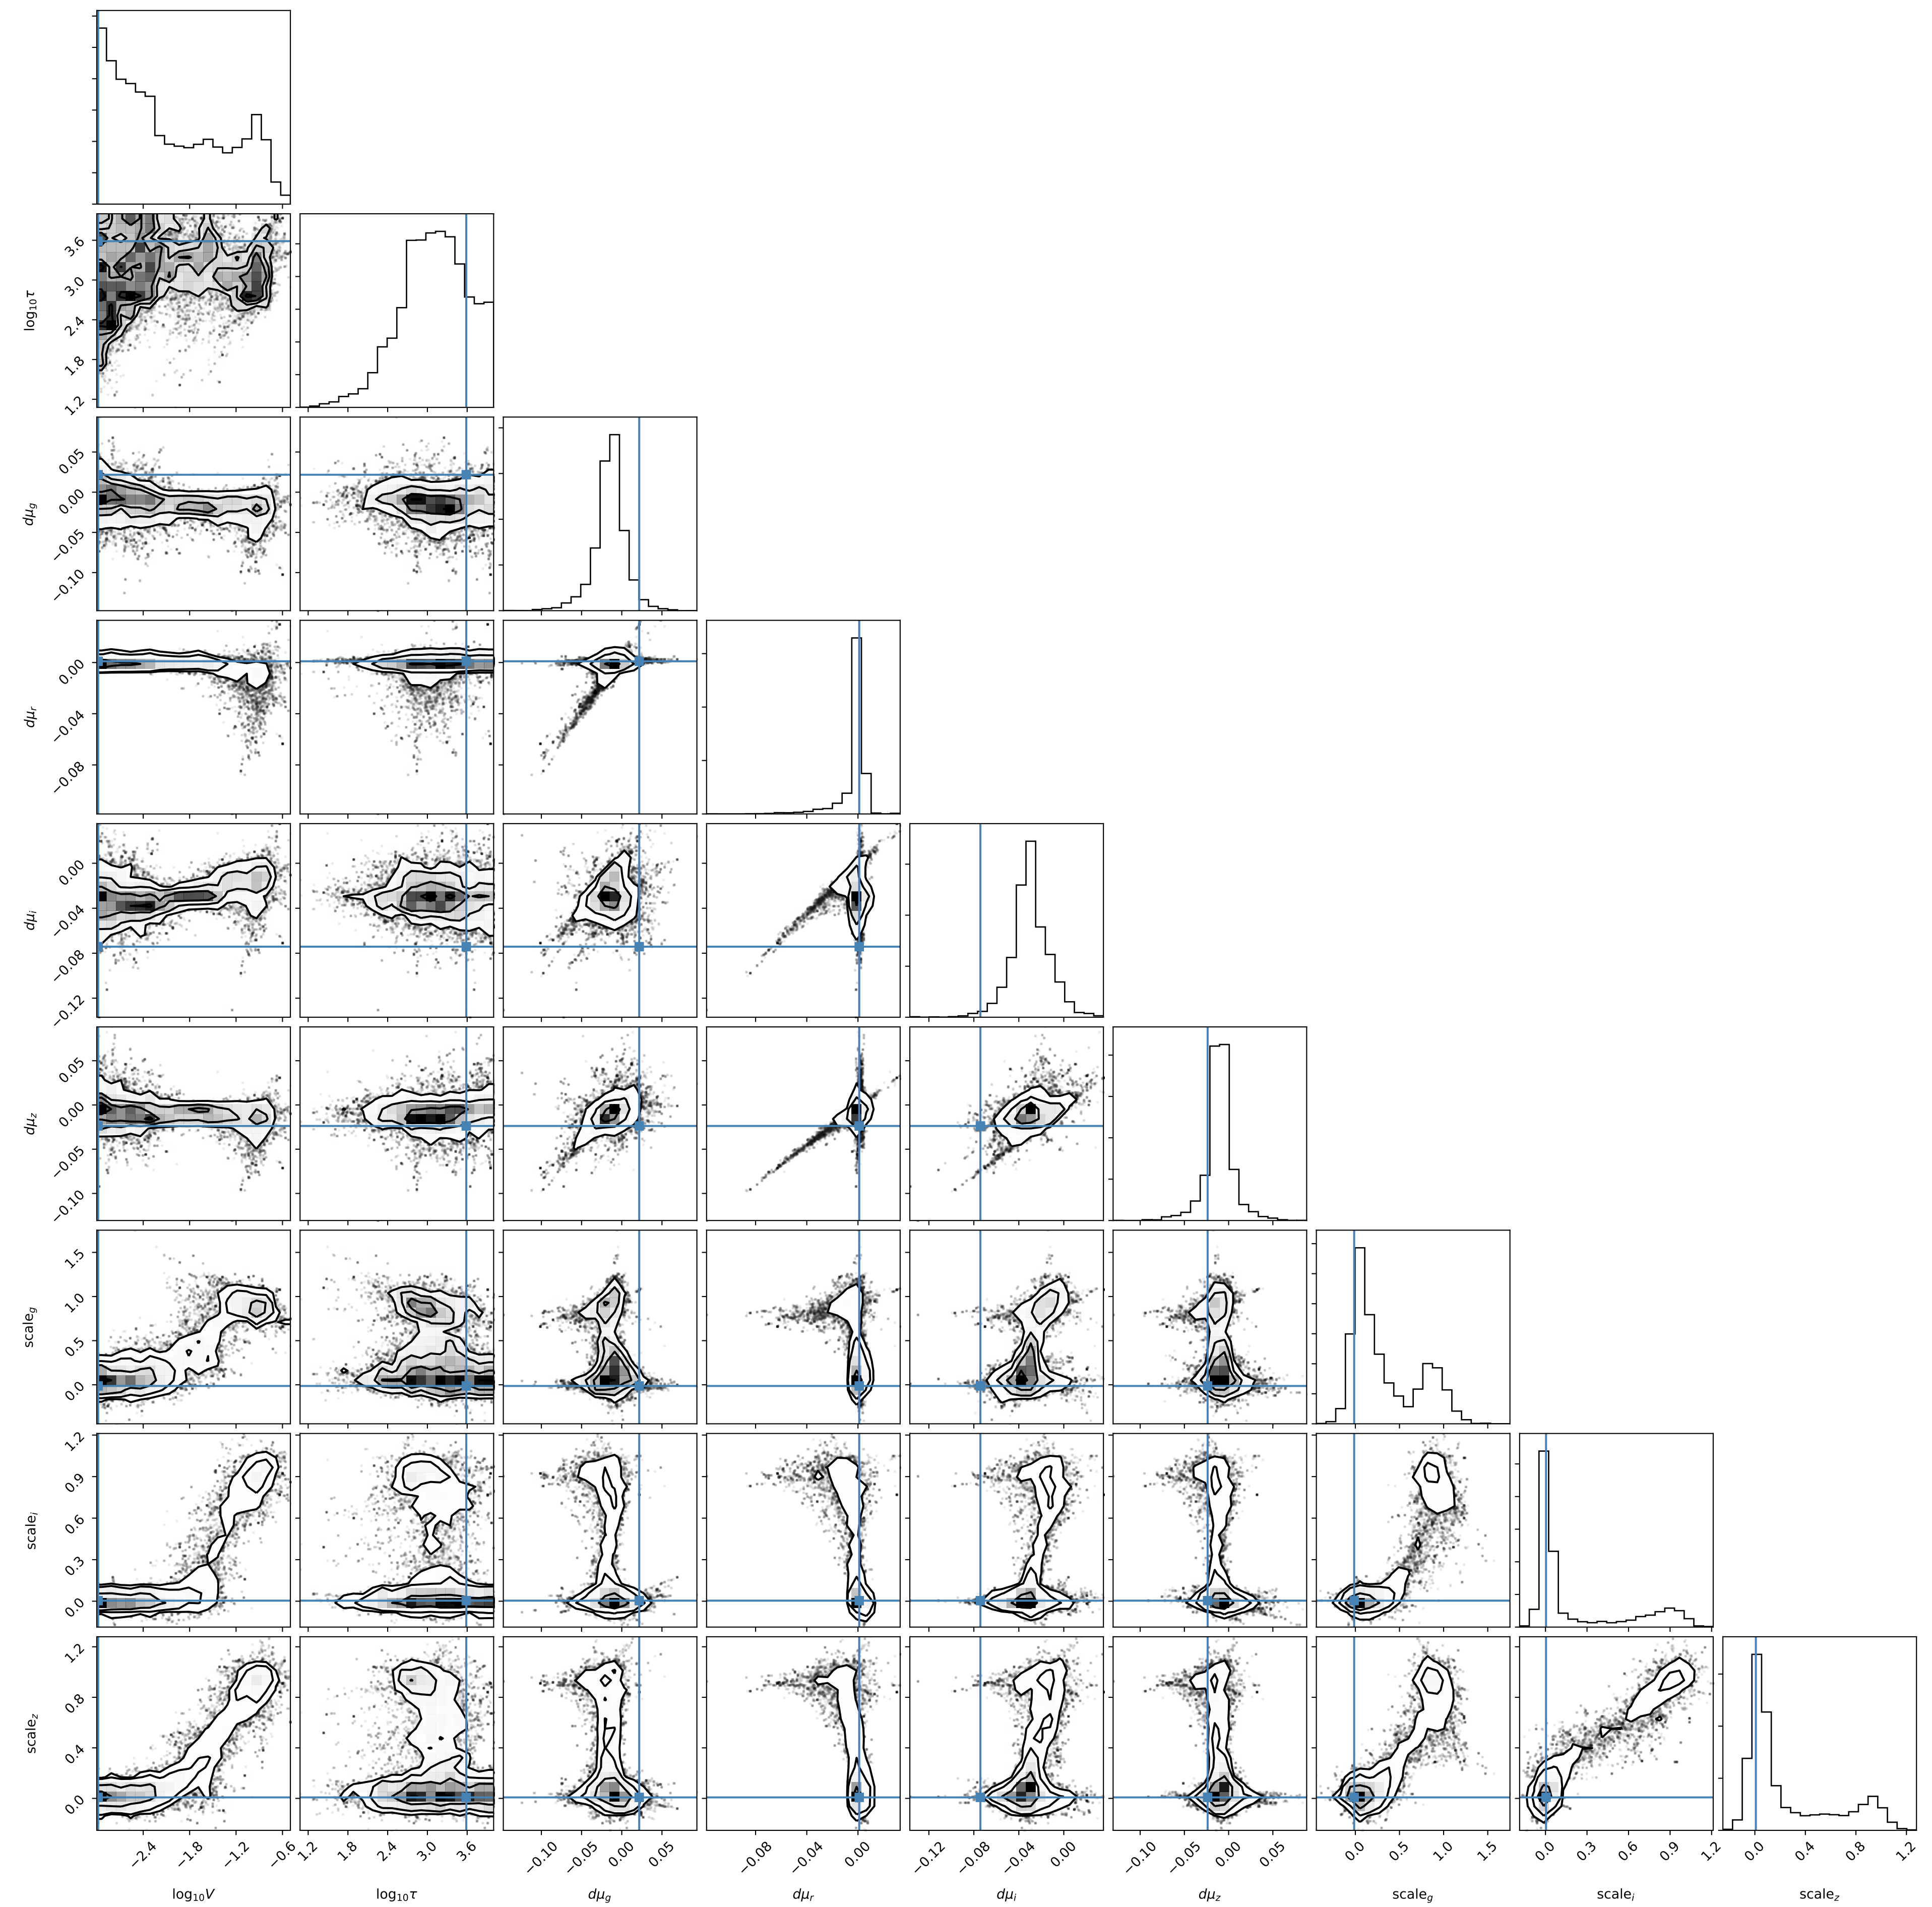 3.6
3.0
2.4
1.8
1.2
log₁₀ τ
0.05
0.00
−0.05
−0.10
dμ_g
0.00
−0.04
−0.08
dμ_r
0.00
−0.04
−0.08
−0.12
dμ_i
0.05
0.00
−0.05
−0.10
dμ_z
1.5
1.0
0.5
0.0
scale_g
1.2
0.9
0.6
0.3
0.0
scale_i
1.2
0.8
0.4
0.0
scale_z
−2.4 −1.8 −1.2 −0.6
1.2 1.8 2.4 3.0 3.6
−0.10 −0.05 0.00 0.05
−0.08 −0.04 0.00
−0.12 −0.08 −0.04 0.00
−0.10 −0.05 0.00 0.05
0.0 0.5 1.0 1.5
0.0 0.3 0.6 0.9 1.2
0.0 0.4 0.8 1.2
log₁₀ V
log₁₀ τ
dμ_g
dμ_r
dμ_i
dμ_z
scale_g
scale_i
scale_z